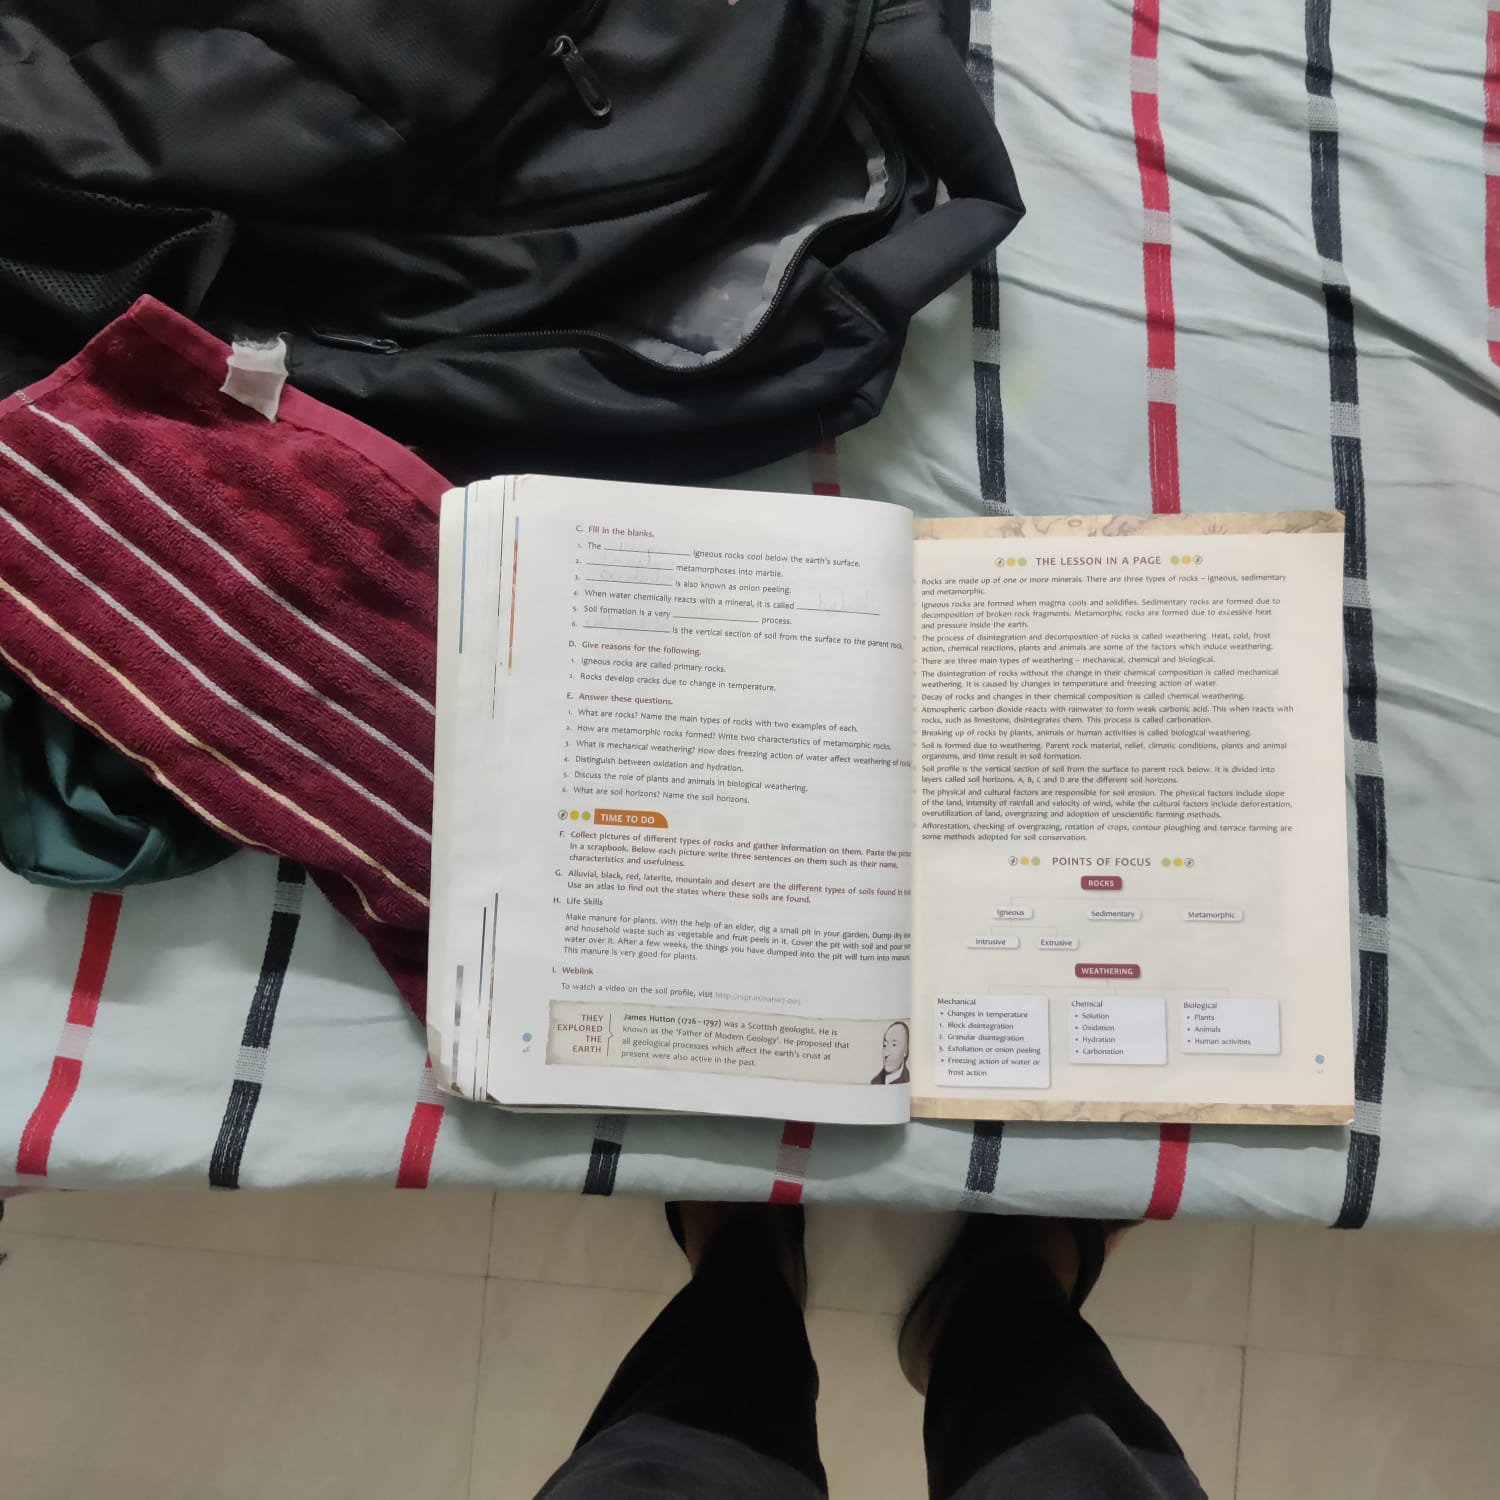 C. Fill in the blanks.
1. The ____________ igneous rocks cool below the earth's surface.
2. ____________ metamorphoses into marble.
3. ____________ is also known as onion peeling.
4. When water chemically reacts with a mineral, it is called ____________
5. Soil formation is a very ____________ process.
6. ____________ is the vertical section of soil from the surface to the parent rock.
D. Give reasons for the following.
1. Igneous rocks are called primary rocks.
2. Rocks develop cracks due to change in temperature.
E. Answer these questions.
1. What are rocks? Name the main types of rocks with two examples of each.
2. How are metamorphic rocks formed? Write two characteristics of metamorphic rocks.
3. What is mechanical weathering? How does freezing action of water affect weathering of rocks
4. Distinguish between oxidation and hydration.
5. Discuss the role of plants and animals in biological weathering.
6. What are soil horizons? Name the soil horizons.
TIME TO DO
F. Collect pictures of different types of rocks and gather information on them. Paste the
in a scrapbook. Below each picture write three sentences on them such as their name,
characteristics and usefulness.
G. Alluvial, black, red, laterite, mountain and desert are the different types of soils found in
Use an atlas to find out the states where these soils are found.
H. Life Skills
Make manure for plants. With the help of an elder, dig a small pit in your garden. Dump dry
and household waste such as vegetable and fruit peels in it. Cover the pit with soil and pour
water over it. After a few weeks, the things you have dumped into the pit will turn into
This manure is very good for plants.
I. Weblink
To watch a video on the soil profile, visit
THEY
EXPLORED
THE
EARTH
James Hutton (1726–1797) was a Scottish geologist. He is
known as the 'Father of Modern Geology'. He proposed that
all geological processes which affect the earth's crust at
present were also active in the past.
THE LESSON IN A PAGE
Rocks are made up of one or more minerals. There are three types of rocks – igneous, sedimentary
and metamorphic.
Igneous rocks are formed when magma cools and solidifies. Sedimentary rocks are formed due to
decomposition of broken rock fragments. Metamorphic rocks are formed due to excessive heat
and pressure inside the earth.
The process of disintegration and decomposition of rocks is called weathering. Heat, cold, frost
action, chemical reactions, plants and animals are some of the factors which induce weathering.
There are three main types of weathering – mechanical, chemical and biological.
The disintegration of rocks without the change in their chemical composition is called mechanical
weathering. It is caused by changes in temperature and freezing action of water.
Decay of rocks and changes in their chemical composition is called chemical weathering.
Atmospheric carbon dioxide reacts with rainwater to form weak carbonic acid. This when reacts with
rocks, such as limestone, disintegrates them. This process is called carbonation.
Breaking up of rocks by plants, animals or human activities is called biological weathering.
Soil is formed due to weathering. Parent rock material, relief, climatic conditions, plants and animal
organisms, and time result in soil formation.
Soil profile is the vertical section of soil from the surface to parent rock below. It is divided into
layers called soil horizons. A, B, C and D are the different soil horizons.
The physical and cultural factors are responsible for soil erosion. The physical factors include slope
of the land, intensity of rainfall and velocity of wind, while the cultural factors include deforestation,
overutilization of land, overgrazing and adoption of unscientific farming methods.
Afforestation, checking of overgrazing, rotation of crops, contour ploughing and terrace farming are
some methods adopted for soil conservation.
POINTS OF FOCUS
ROCKS
Igneous Sedimentary Metamorphic
Intrusive Extrusive
WEATHERING
Mechanical
• Changes in temperature
1. Block disintegration
2. Granular disintegration
3. Exfoliation or onion peeling
• Freezing action of water or
frost action
Chemical
• Solution
• Oxidation
• Hydration
• Carbonation
Biological
• Plants
• Animals
• Human activities